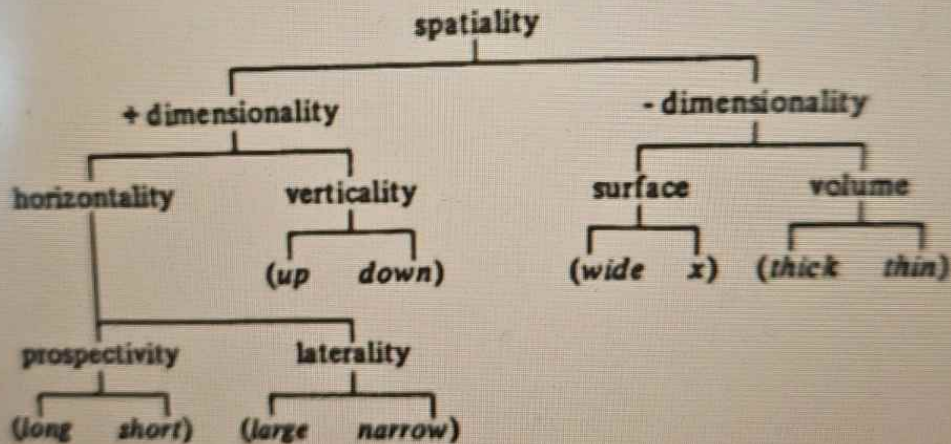 spatiality
+ dimensionality - dimensionality
horizontality verticality surface volume
(up down) (wide x) (thick thin)
prospectivity laterality
(long short) (large narrow)